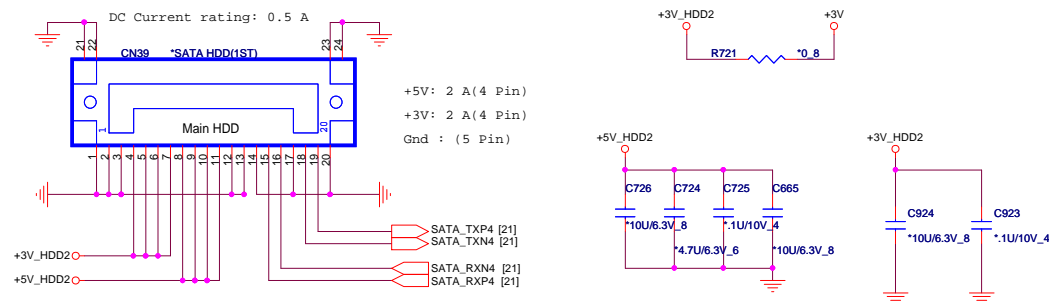 DC Current rating: 0.5 A
21
22
23
24
CN39
*SATA HDD(1ST)
Main HDD
1
20
1
2
3
4
5
6
7
8
9
10
11
12
13
14
15
16
17
18
19
20
+5V: 2 A(4 Pin)
+3V: 2 A(4 Pin)
Gnd : (5 Pin)
SATA_TXP4 [21]
SATA_TXN4 [21]
SATA_RXN4 [21]
SATA_RXP4 [21]
+3V_HDD2
+5V_HDD2
+3V_HDD2
+3V
R721
*0_8
+5V_HDD2
C726
C724
C725
C665
*10U/6.3V_8
*.1U/10V_4
*4.7U/6.3V_6
*10U/6.3V_8
+3V_HDD2
C924
C923
*10U/6.3V_8
*.1U/10V_4